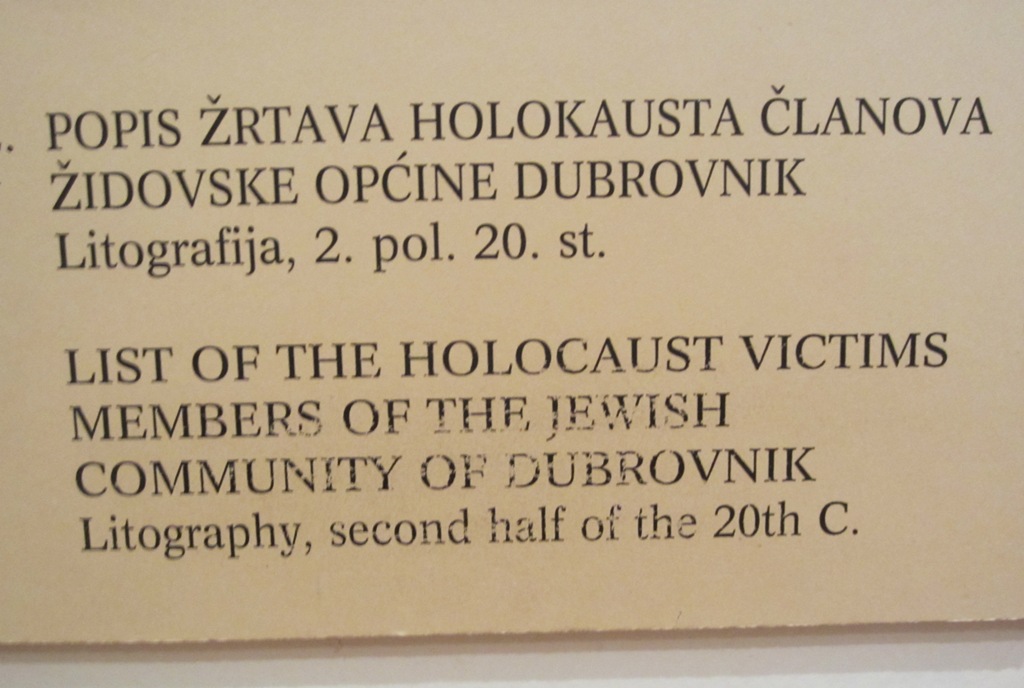 . POPIS ŽRTAVA HOLOKAUSTA ČLANOVA
ŽIDOVSKE OPĆINE DUBROVNIK
Litografija, 2. pol. 20. st.
LIST OF THE HOLOCAUST VICTIMS
MEMBERS OF THE JEWISH
COMMUNITY OF DUBROVNIK
Litography, second half of the 20th C.